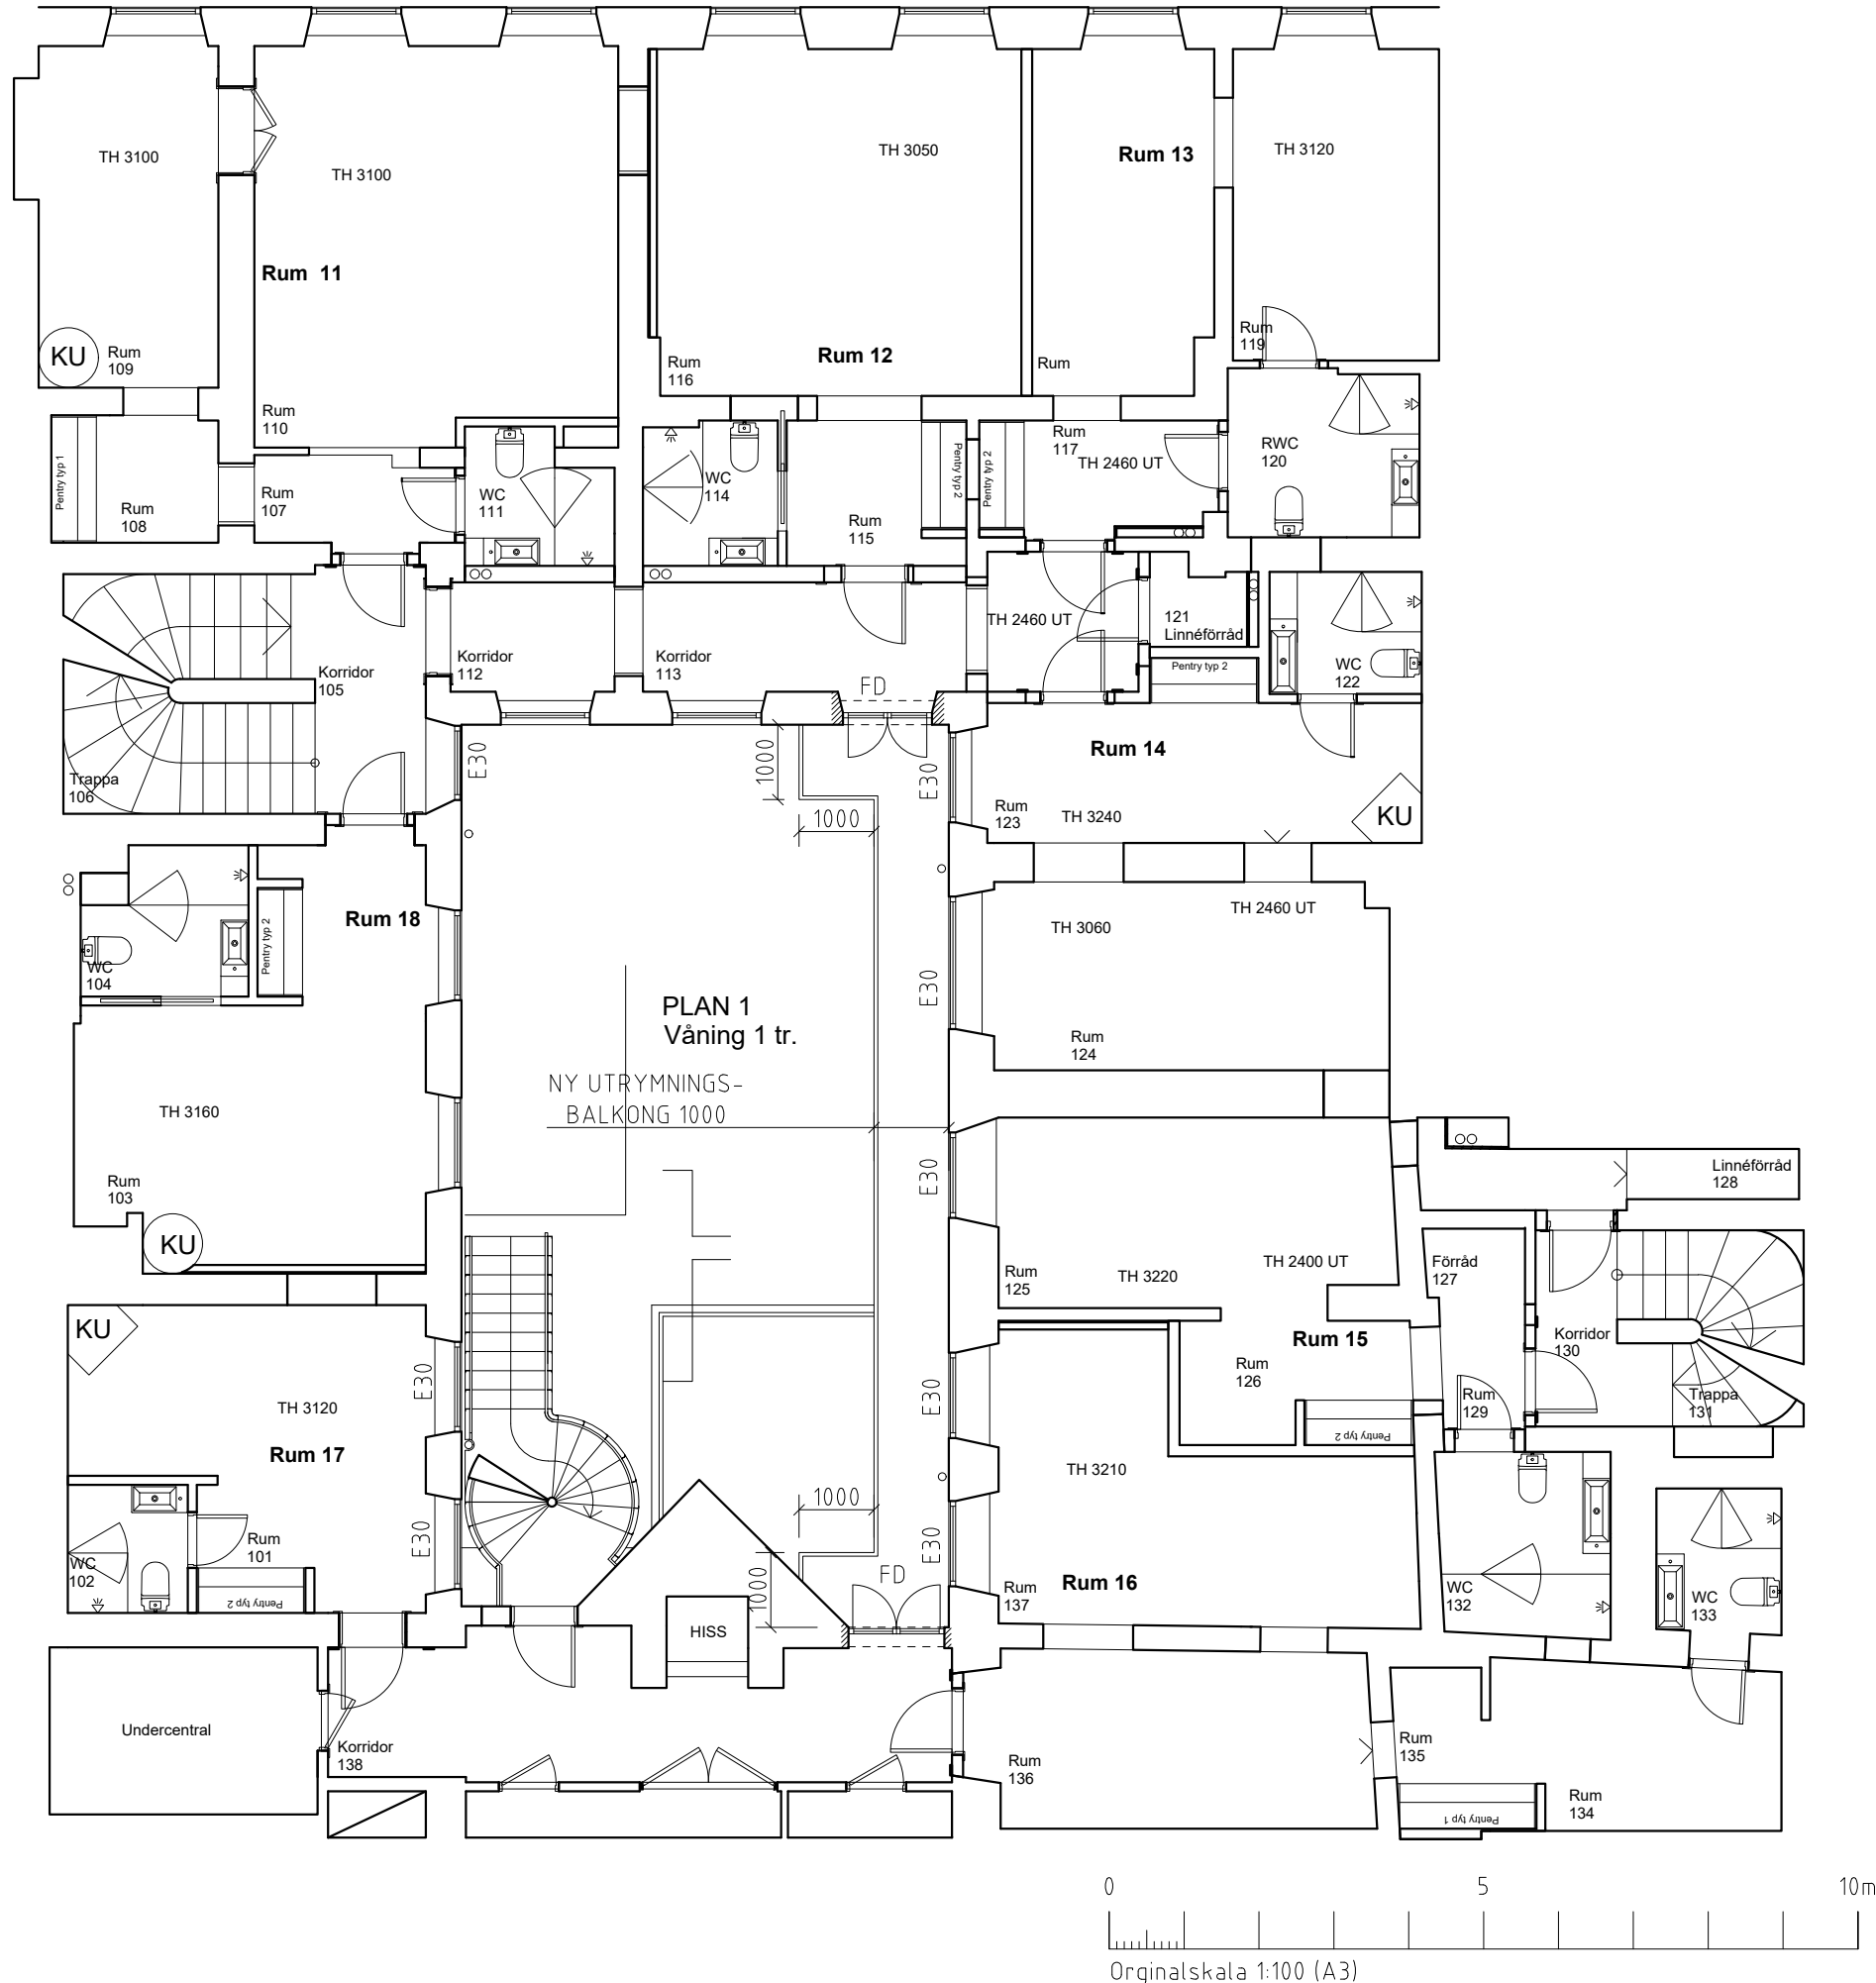 TH 3100
TH 3100
TH 3050
Rum 13
TH 3120
Rum 11
KU
Rum
109
Rum
110
Rum
116
Rum 12
Rum
Rum
119
Pentry typ 1
Rum
108
Rum
107
WC
111
WC
114
Rum
115
Pentry typ 2
Pentry typ 2
Rum
117
TH 2460 UT
RWC
120
Korridor
105
Korridor
112
Korridor
113
TH 2460 UT
121
Linnéförråd
Pentry typ 2
WC
122
FD
Trappa
106
E30
1000
1000
E30
Rum 14
Rum
123
TH 3240
KU
WC
104
Pentry typ 2
Rum 18
TH 3060
TH 2460 UT
E30
PLAN 1
Våning 1 tr.
Rum
124
NY UTRYMNINGS-
BALKONG 1000
TH 3160
Rum
103
KU
E30
Rum
125
TH 3220
TH 2400 UT
Linnéförråd
128
Förråd
127
KU
TH 3120
Rum 17
E30
E30
Rum 15
Rum
126
Pentry typ 2
Rum
129
Korridor
130
Trappa
131
TH 3210
WC
102
Rum
101
Pentry typ 2
E30
1000
1000
E30
FD
Rum
137
Rum 16
WC
132
WC
133
HISS
Undercentral
Korridor
138
Rum
136
Rum
135
Pentry typ 1
Rum
134
0 5 10m
Orginalskala 1:100 (A3)